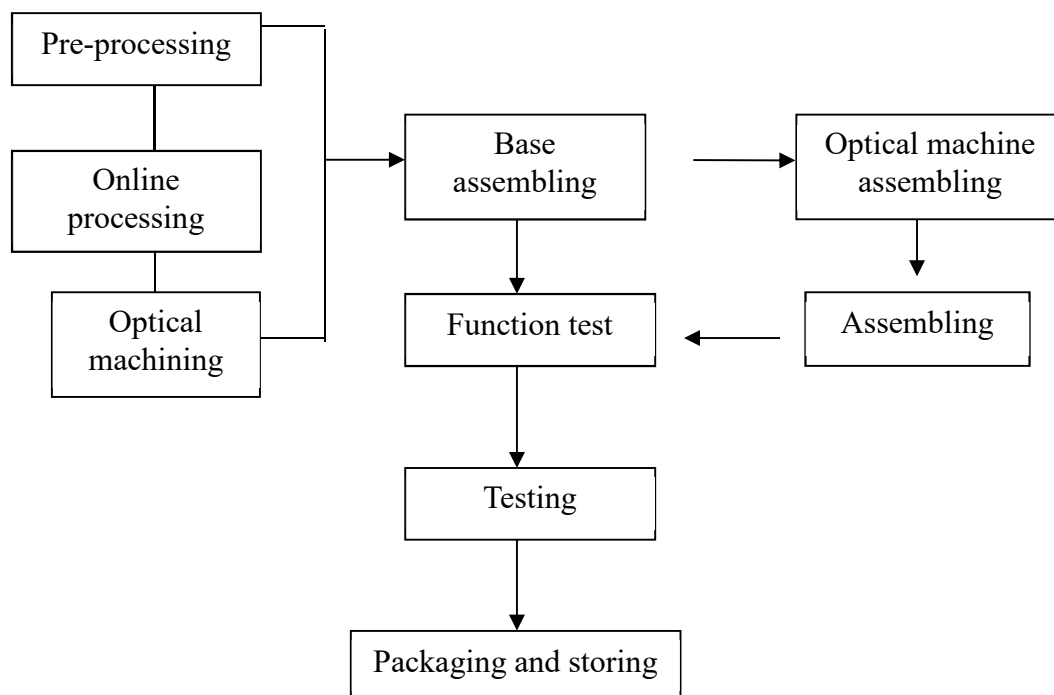 Pre-processing
Online
processing
Optical
machining
Base
assembling
Optical machine
assembling
Function test
Assembling
Testing
Packaging and storing